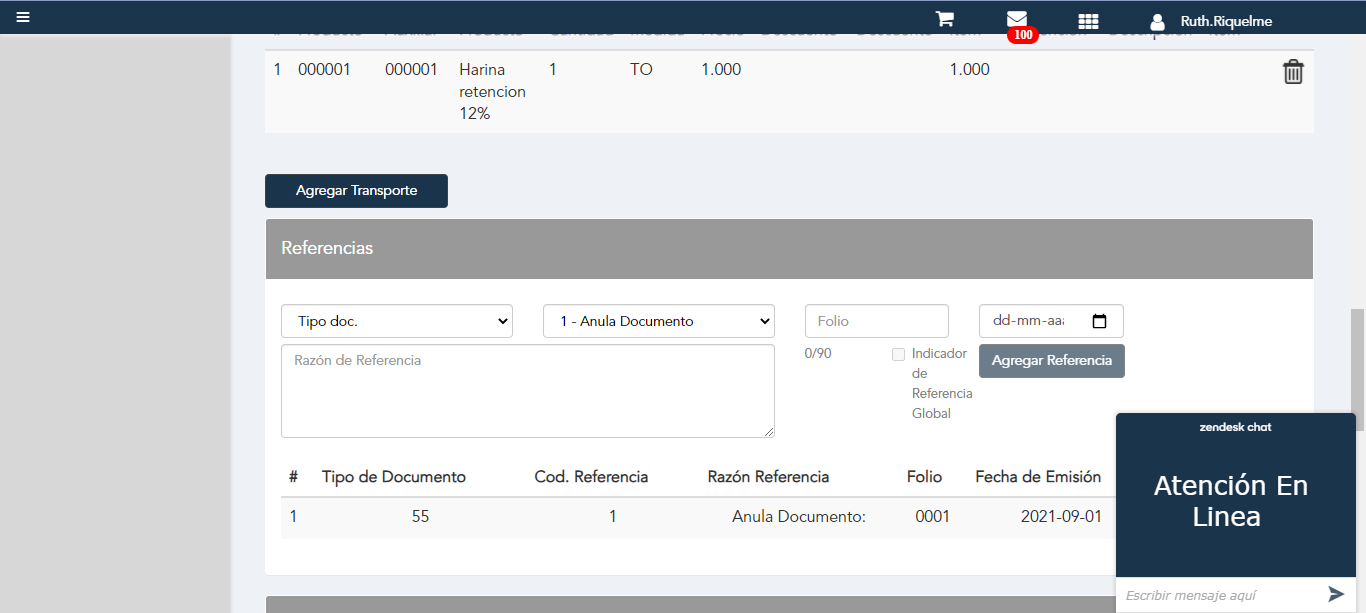 Ruth.Riquelme
100
1 000001 000001 Harina 1 TO 1.000 1.000
retencion
12%
Agregar Transporte
Referencias
Tipo doc. 1 - Anula Documento Folio dd-mm-aa
Razón de Referencia 0/90 Indicador Agregar Referencia
de
Referencia
Global
zendesk chat
Atención En
Linea
# Tipo de Documento Cod. Referencia Razón Referencia Folio Fecha de Emisión
1 55 1 Anula Documento: 0001 2021-09-01
Escribir mensaje aquí